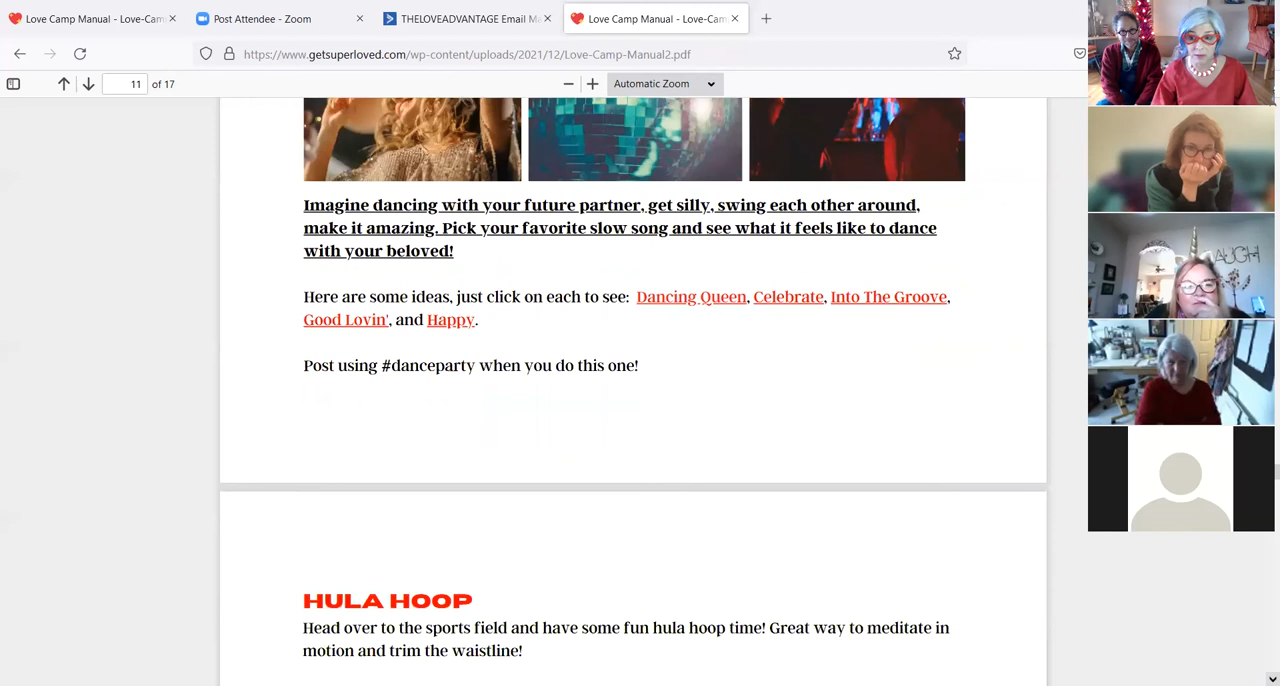 Love Camp Manual - Love-Cam
Post Attendee - Zoom
THELOVEADVANTAGE Email M
Love Camp Manual - Love-Cam
https://www.getsuperloved.com/wp-content/uploads/2021/12/Love-Camp-Manual2.pdf
11 of 17
Automatic Zoom
Imagine dancing with your future partner, get silly, swing each other around,
make it amazing. Pick your favorite slow song and see what it feels like to dance
with your beloved!
Here are some ideas, just click on each to see: Dancing Queen, Celebrate, Into The Groove,
Good Lovin', and Happy.
Post using #danceparty when you do this one!
HULA HOOP
Head over to the sports field and have some fun hula hoop time! Great way to meditate in
motion and trim the waistline!
AUGH